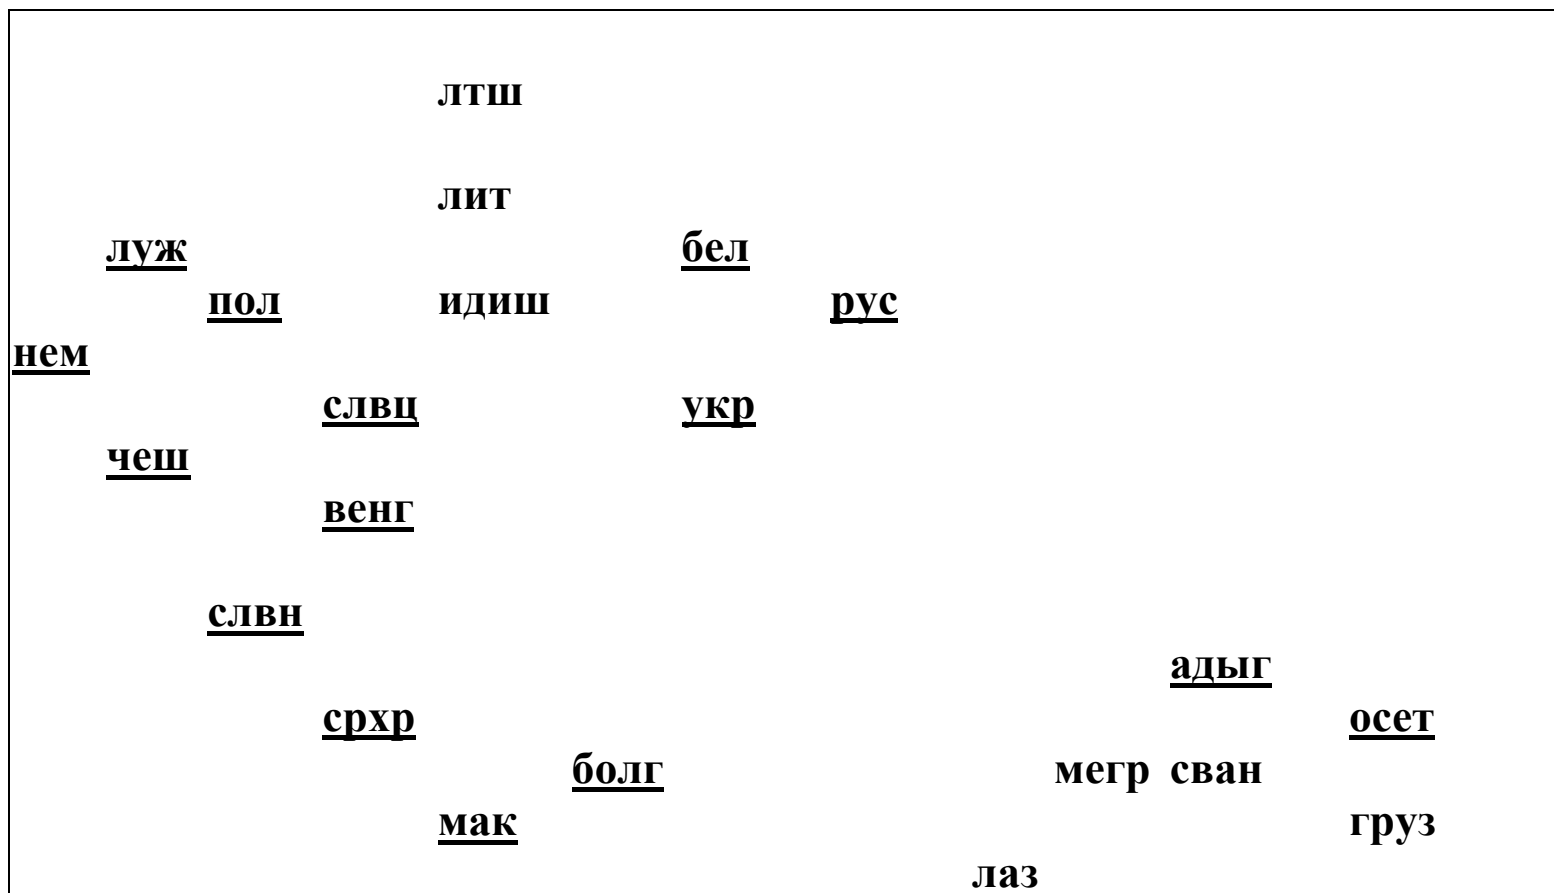 лтш
лит
луж бел
пол идиш рус
нем
слвц укр
чеш
венг
слвн
адыг
срхр осет
болг мегр сван
мак груз
лаз